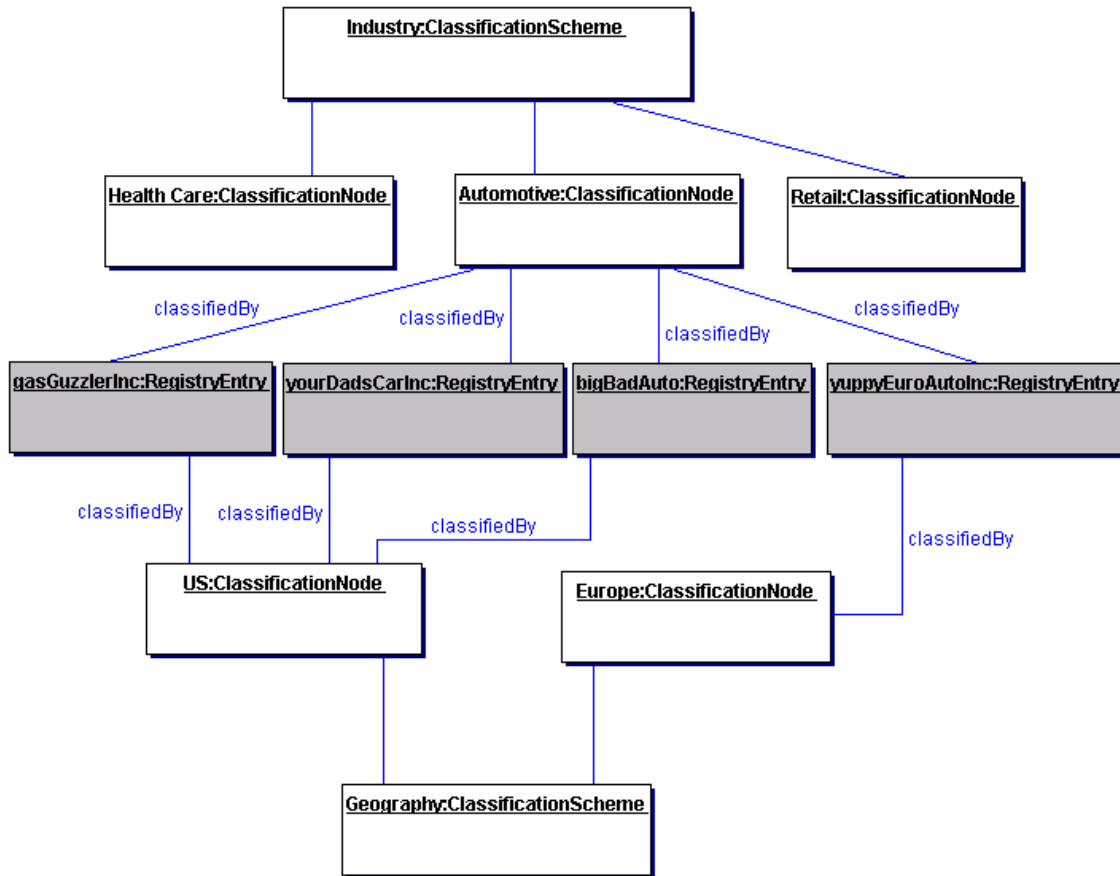 Industry:ClassificationScheme
Health Care:ClassificationNode
Automotive:ClassificationNode
Retail:ClassificationNode
classifiedBy
classifiedBy
classifiedBy
classifiedBy
gasGuzzlerInc:RegistryEntry
yourDadsCarInc:RegistryEntry
bigBadAuto:RegistryEntry
yuppyEuroAutoInc:RegistryEntry
classifiedBy
classifiedBy
classifiedBy
classifiedBy
US:ClassificationNode
Europe:ClassificationNode
Geography:ClassificationScheme